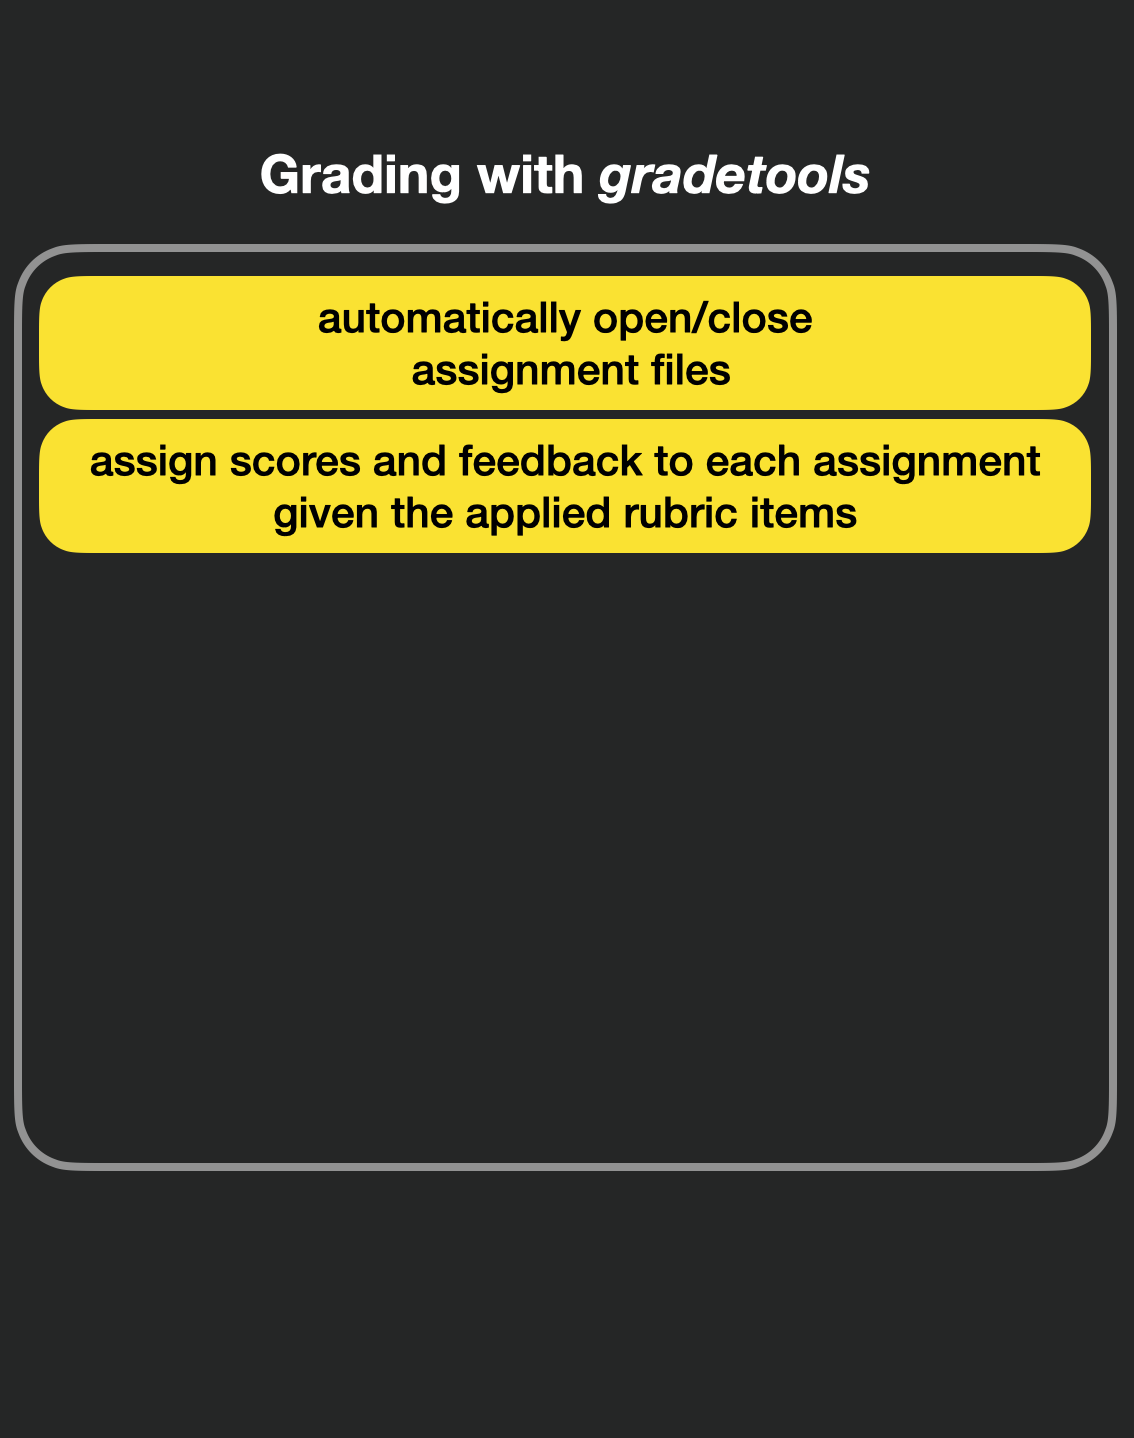 Grading with gradetools
automatically open/close
assignment files
assign scores and feedback to each assignment
given the applied rubric items